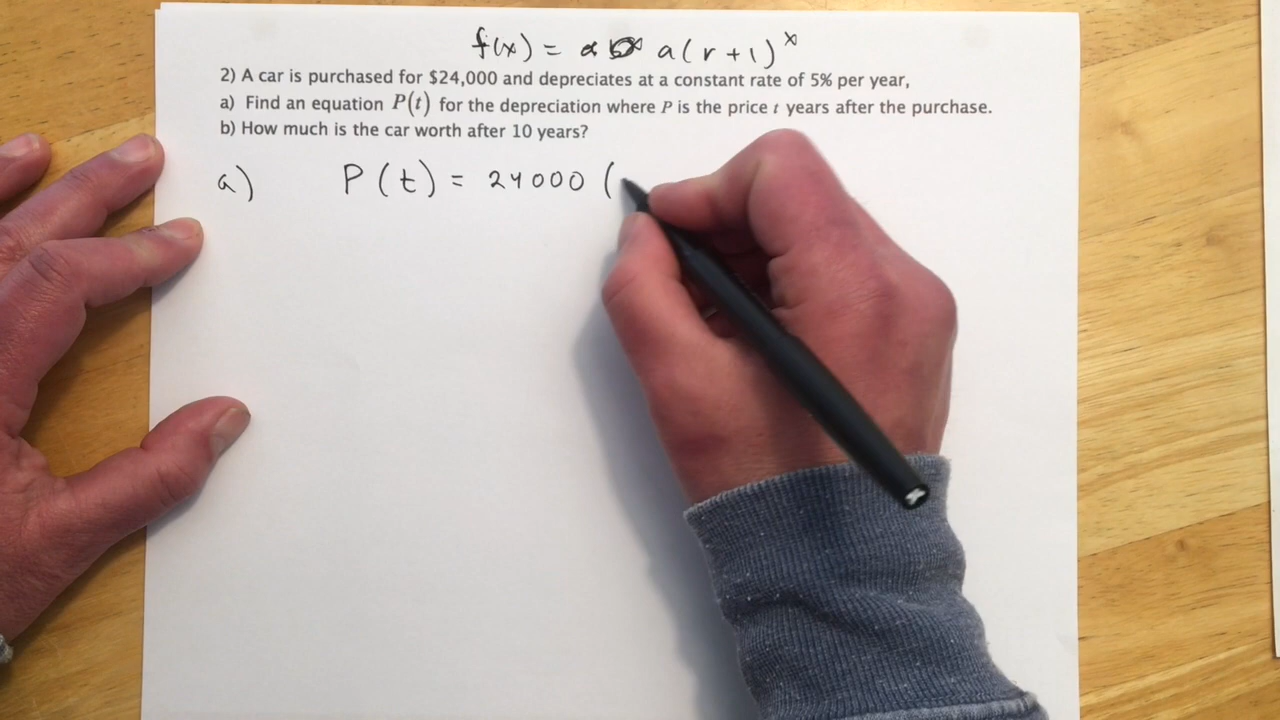 f(x) = a(r+1)^x
2) A car is purchased for $24,000 and depreciates at a constant rate of 5% per year,
a) Find an equation P(t) for the depreciation where P is the price t years after the purchase.
b) How much is the car worth after 10 years?
a) P(t) = 24000 (